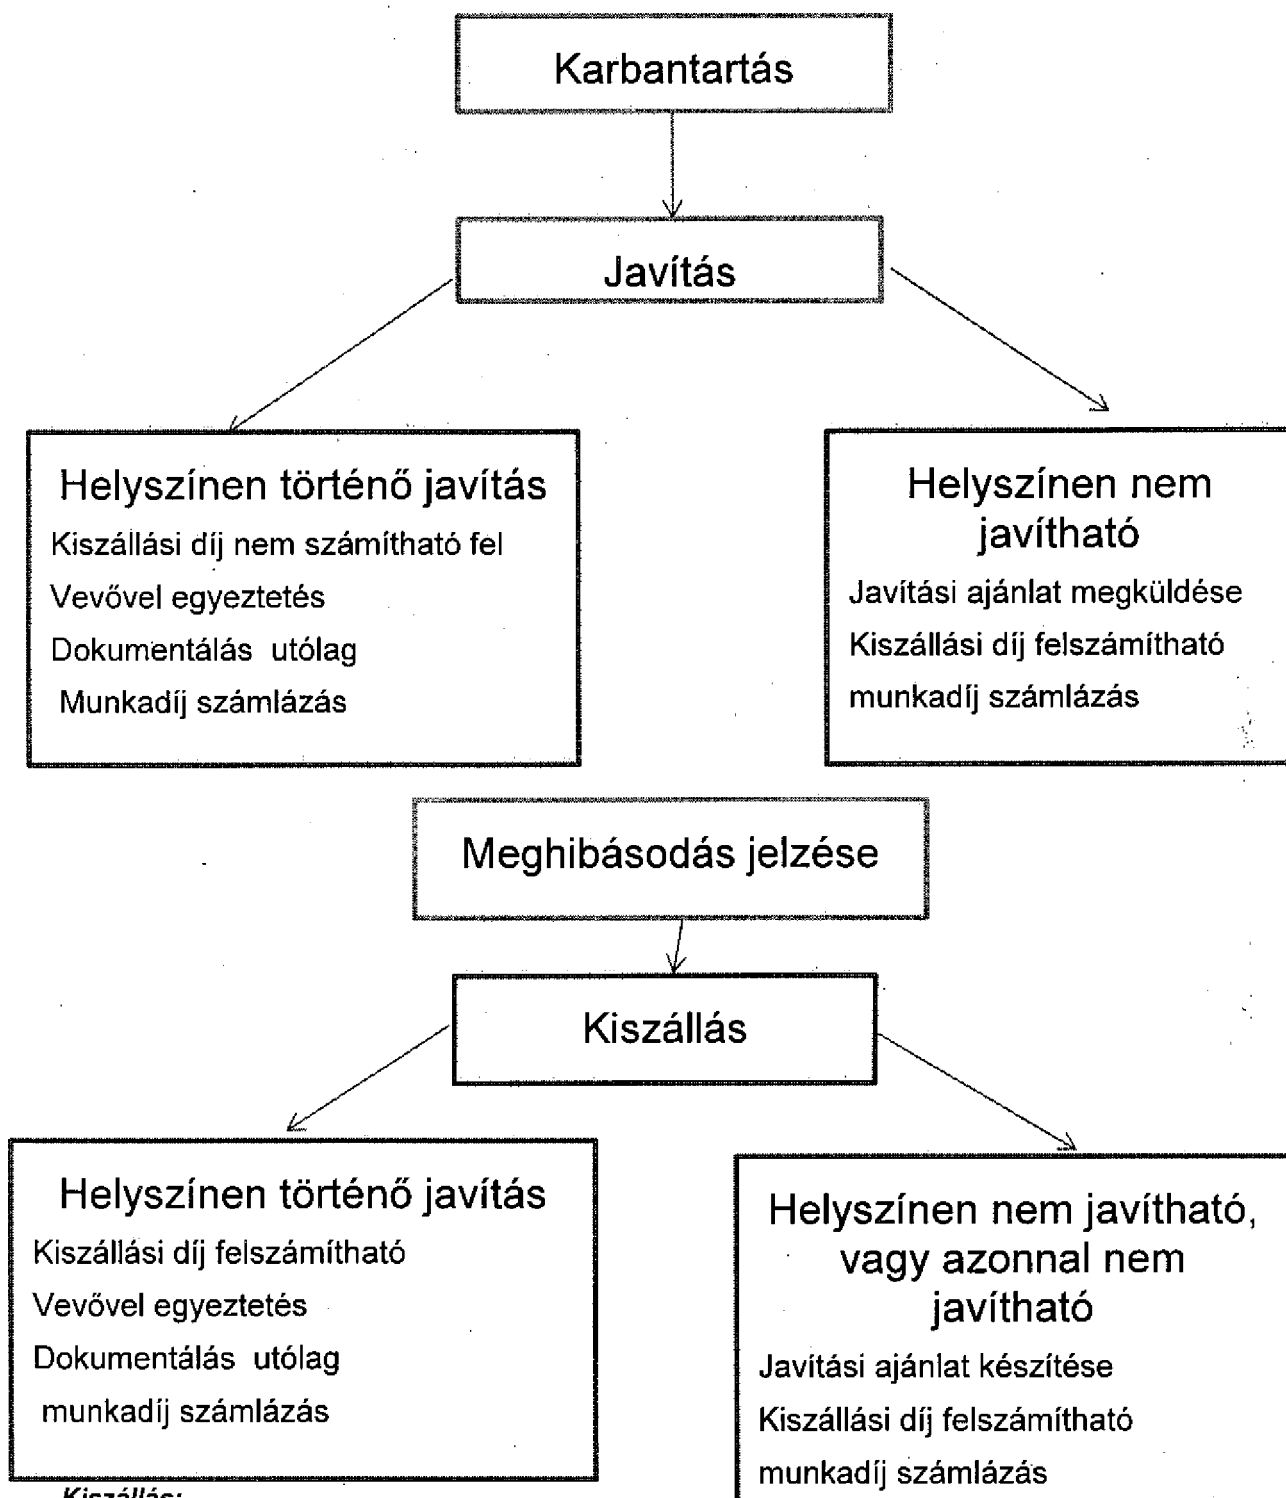 Karbantartás
Javítás
Helyszínen történő javítás
Kiszállási díj nem számítható fel
Vevővel egyeztetés
Dokumentálás utólag
Munkadíj számlázás
Helyszínen nem
javítható
Javítási ajánlat megküldése
Kiszállási díj felszámítható
munkadíj számlázás
Meghibásodás jelzése
Kiszállás
Helyszínen történő javítás
Kiszállási díj felszámítható
Vevővel egyeztetés
Dokumentálás utólag
munkadíj számlázás
Helyszínen nem javítható,
vagy azonnal nem
javítható
Javítási ajánlat készítése
Kiszállási díj felszámítható
munkadíj számlázás
Kiszállás: